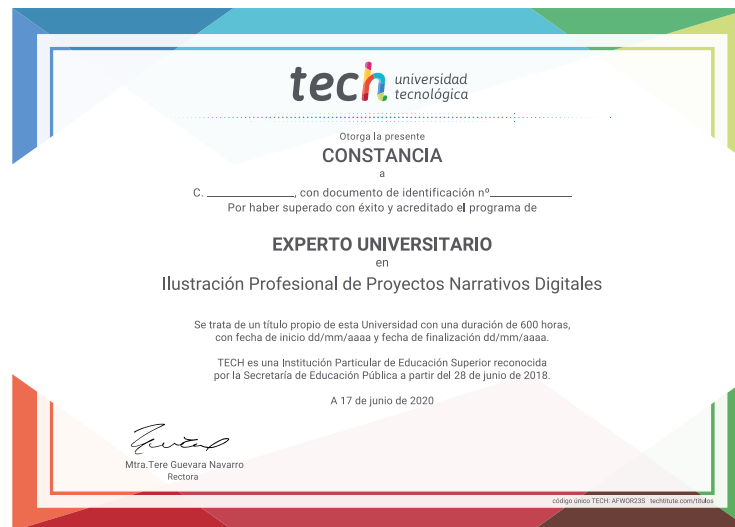 tech universidad
tecnológica
Otorga la presente
CONSTANCIA
a
C. ________________, con documento de identificación nº______________
Por haber superado con éxito y acreditado el programa de
EXPERTO UNIVERSITARIO
en
Ilustración Profesional de Proyectos Narrativos Digitales
Se trata de un título propio de esta Universidad con una duración de 600 horas,
con fecha de inicio dd/mm/aaaa y fecha de finalización dd/mm/aaaa.
TECH es una Institución Particular de Educación Superior reconocida
por la Secretaría de Educación Pública a partir del 28 de junio de 2018.
A 17 de junio de 2020
Mtra.Tere Guevara Navarro
Rectora
código único TECH: AFWOR23S techtitute.com/títulos